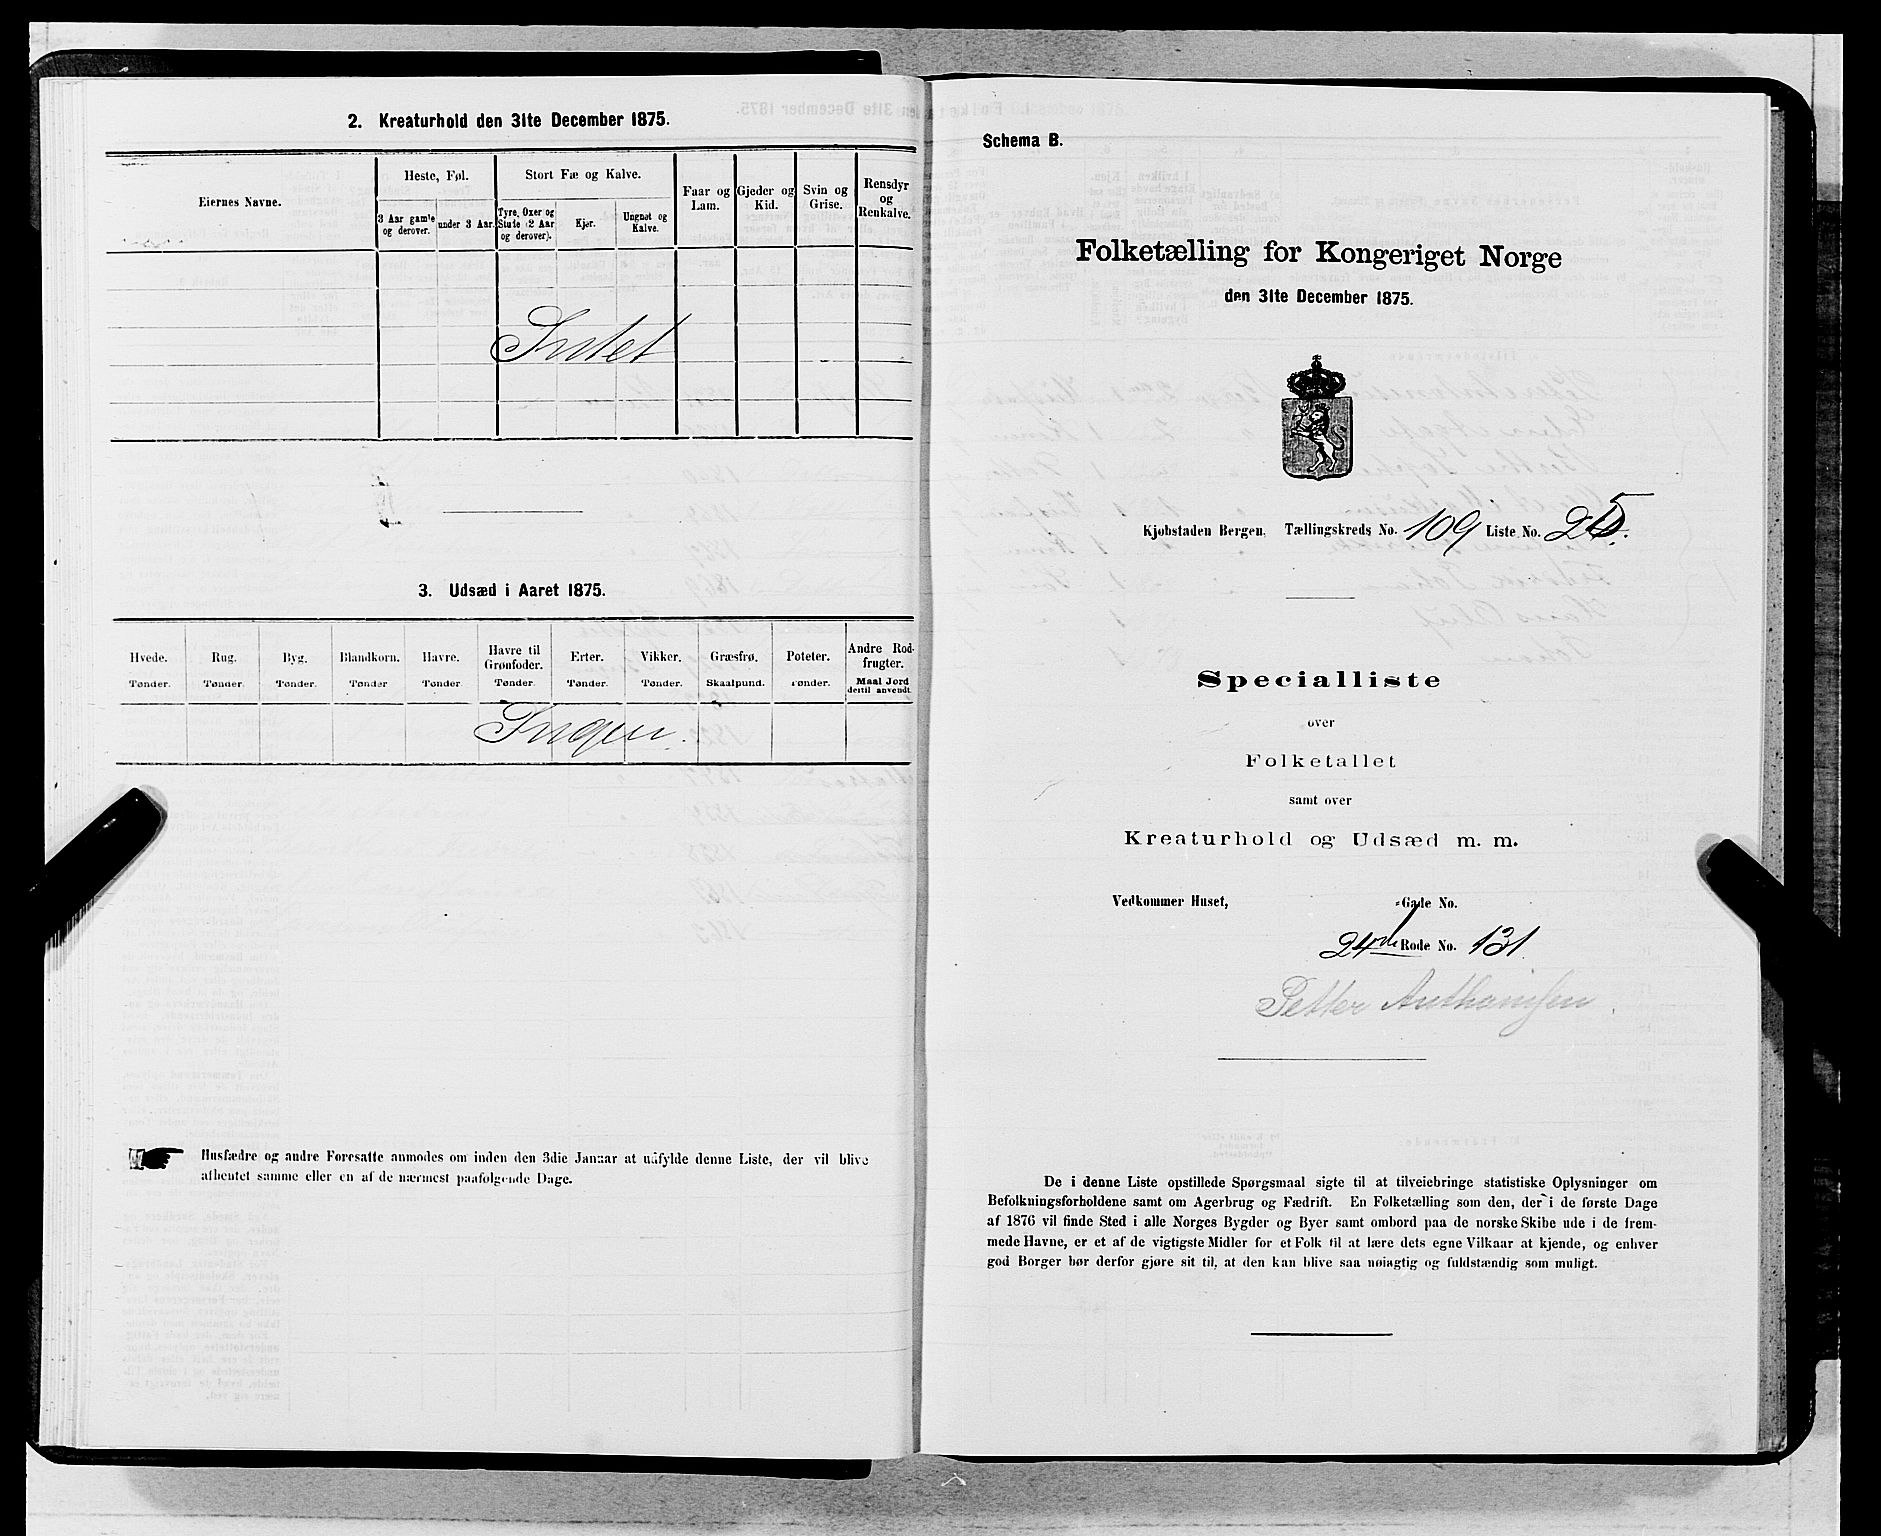 2. Kreaturhold den 31te December 1875.
Eiernes Navne.
Heste, Føl.
3 Aar gamle og derover.
under 3 Aar.
Stort Fæ og Kalve.
Tyre, Oxer og Stude (2 Aar og derover).
Kjør.
Ungnøt og Kalve.
Faar og Lam.
Gjeder og Kid.
Svin og Grise.
Rensdyr og Renkalve.
Intet
3. Udsæd i Aaret 1875.
Hvede. Rug. Byg. Blandkorn. Havre. Havre til Grønfoder. Erter. Vikker. Græsfrø. Poteter. Andre Rodfrugter.
Tønder. Tønder. Tønder. Tønder Tønder. Tønder. Tønder. Tønder. Skaalpund. Tønder. Maal Jord dertil anvendt.
Ingen.
Husfædre og andre Foresatte anmodes om inden den 3die Januar at udfylde denne Liste, der vil blive
afhentet samme eller en af de nærmest paafølgende Dage.
Schema B.
Folketælling for Kongeriget Norge
den 31te December 1875.
Kjøbstaden Bergen, Tællingskreds No. 109 Liste No. 25.
Specialliste
over
Folketallet
samt over
Kreaturhold og Udsæd m. m.
Vedkommer Huset, -Gade No.
24de Rode No. 131
Petter Anthonisen
De i denne Liste opstillede Spørgsmaal sigte til at tilveiebringe statistiske Oplysninger om
Befolkningsforholdene samt om Agerbrug og Fædrift. En Folketælling som den, der i de første Dage
af 1876 vil finde Sted i alle Norges Bygder og Byer samt ombord paa de norske Skibe ude i de frem-
mede Havne, er et af de vigtigste Midler for et Folk til at lære dets egne Vilkaar at kjende, og enhver
god Borger bør derfor gjøre sit til, at den kan blive saa nøiagtig og fuldstændig som muligt.